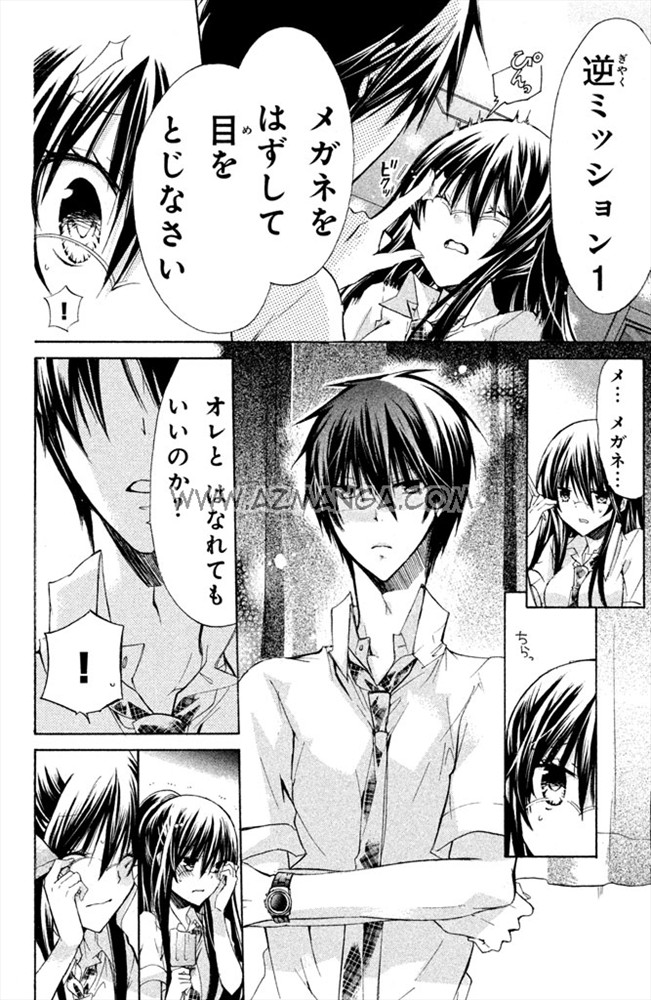 逆ミッション1
ぎゃく
ぴんっ
ビクッ
メガネを
はずして
目を
め
とじなさい
！
メ…メガネ…
ちらっ
オレと はなれても
いいのか？
！
WWW.AZMANGA.COM